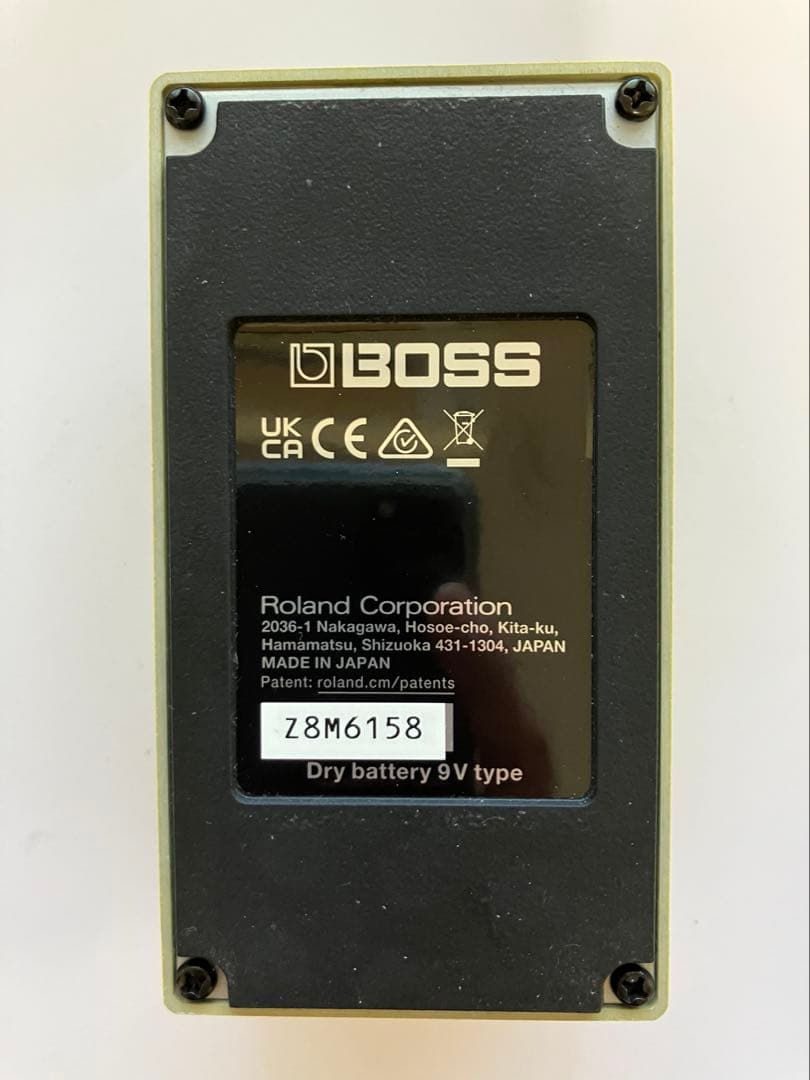 BOSS
UK
CA CE
Roland Corporation
2036-1 Nakagawa, Hosoe-cho, Kita-ku,
Hamamatsu, Shizuoka 431-1304, JAPAN
MADE IN JAPAN
Patent: roland.cm/patents
Z8M6158
Dry battery 9V type